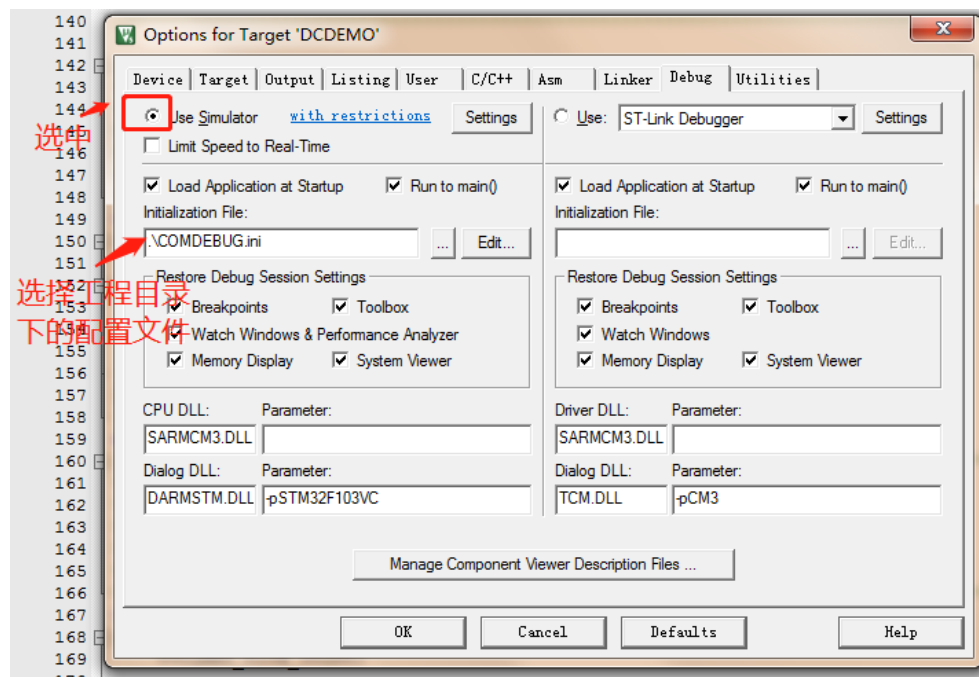 140
141
142
143
144
145
146
147
148
149
150
151
152
153
154
155
156
157
158
159
160
161
162
163
164
165
166
167
168
169
Options for Target 'DCDEMO'
Device Target Output Listing User C/C++ Asm Linker Debug Utilities
选中
Use Simulator with restrictions Settings
Use: ST-Link Debugger Settings
Limit Speed to Real-Time
Load Application at Startup Run to main()
Load Application at Startup Run to main()
Initialization File:
Initialization File:
.\COMDEBUG.ini ... Edit...
... Edit...
选择工程目录
下的配置文件
Restore Debug Session Settings
Breakpoints Toolbox
Watch Windows & Performance Analyzer
Memory Display System Viewer
Restore Debug Session Settings
Breakpoints Toolbox
Watch Windows
Memory Display System Viewer
CPU DLL: Parameter:
SARMCM3.DLL
Dialog DLL: Parameter:
DARMSTM.DLL -pSTM32F103VC
Driver DLL: Parameter:
SARMCM3.DLL
Dialog DLL: Parameter:
TCM.DLL -pCM3
Manage Component Viewer Description Files ...
OK Cancel Defaults Help